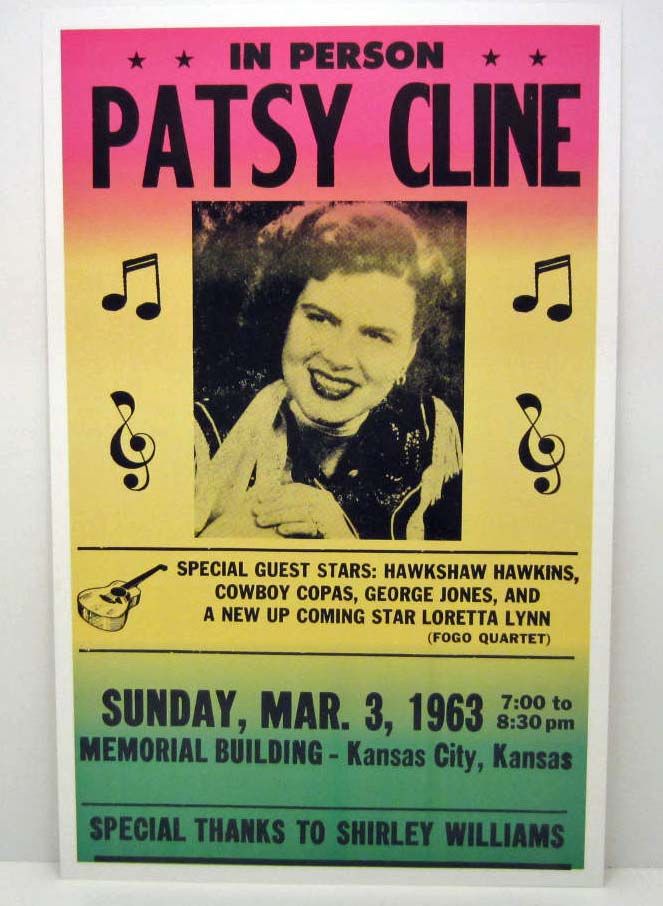 IN PERSON
PATSY CLINE
SPECIAL GUEST STARS: HAWKSHAW HAWKINS,
COWBOY COPAS, GEORGE JONES, AND
A NEW UP COMING STAR LORETTA LYNN
(FOGO QUARTET)
SUNDAY, MAR. 3, 1963 7:00 to
8:30 pm
MEMORIAL BUILDING - Kansas City, Kansas
SPECIAL THANKS TO SHIRLEY WILLIAMS